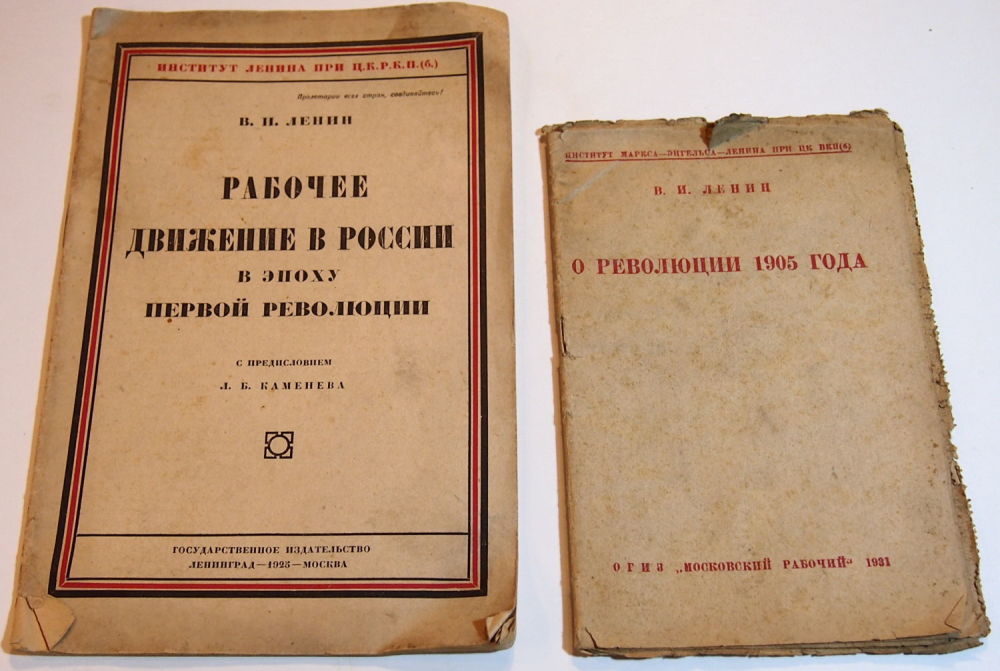 ИНСТИТУТ ЛЕНИНА ПРИ Ц.К.Р.К.П.(б.)
Пролетарии всех стран, соединяйтесь!
В. И. ЛЕНИН
РАБОЧЕЕ
ДВИЖЕНИЕ В РОССИИ
В ЭПОХУ
ПЕРВОЙ РЕВОЛЮЦИИ
С ПРЕДИСЛОВИЕМ
Л. Б. КАМЕНЕВА
ГОСУДАРСТВЕННОЕ ИЗДАТЕЛЬСТВО
ЛЕНИНГРАД—1925—МОСКВА
ИНСТИТУТ МАРКСА—ЭНГЕЛЬСА—ЛЕНИНА ПРИ ЦК ВКП(б)
В. И. ЛЕНИН
О РЕВОЛЮЦИИ 1905 ГОДА
ОГИЗ „МОСКОВСКИЙ РАБОЧИЙ" 1931